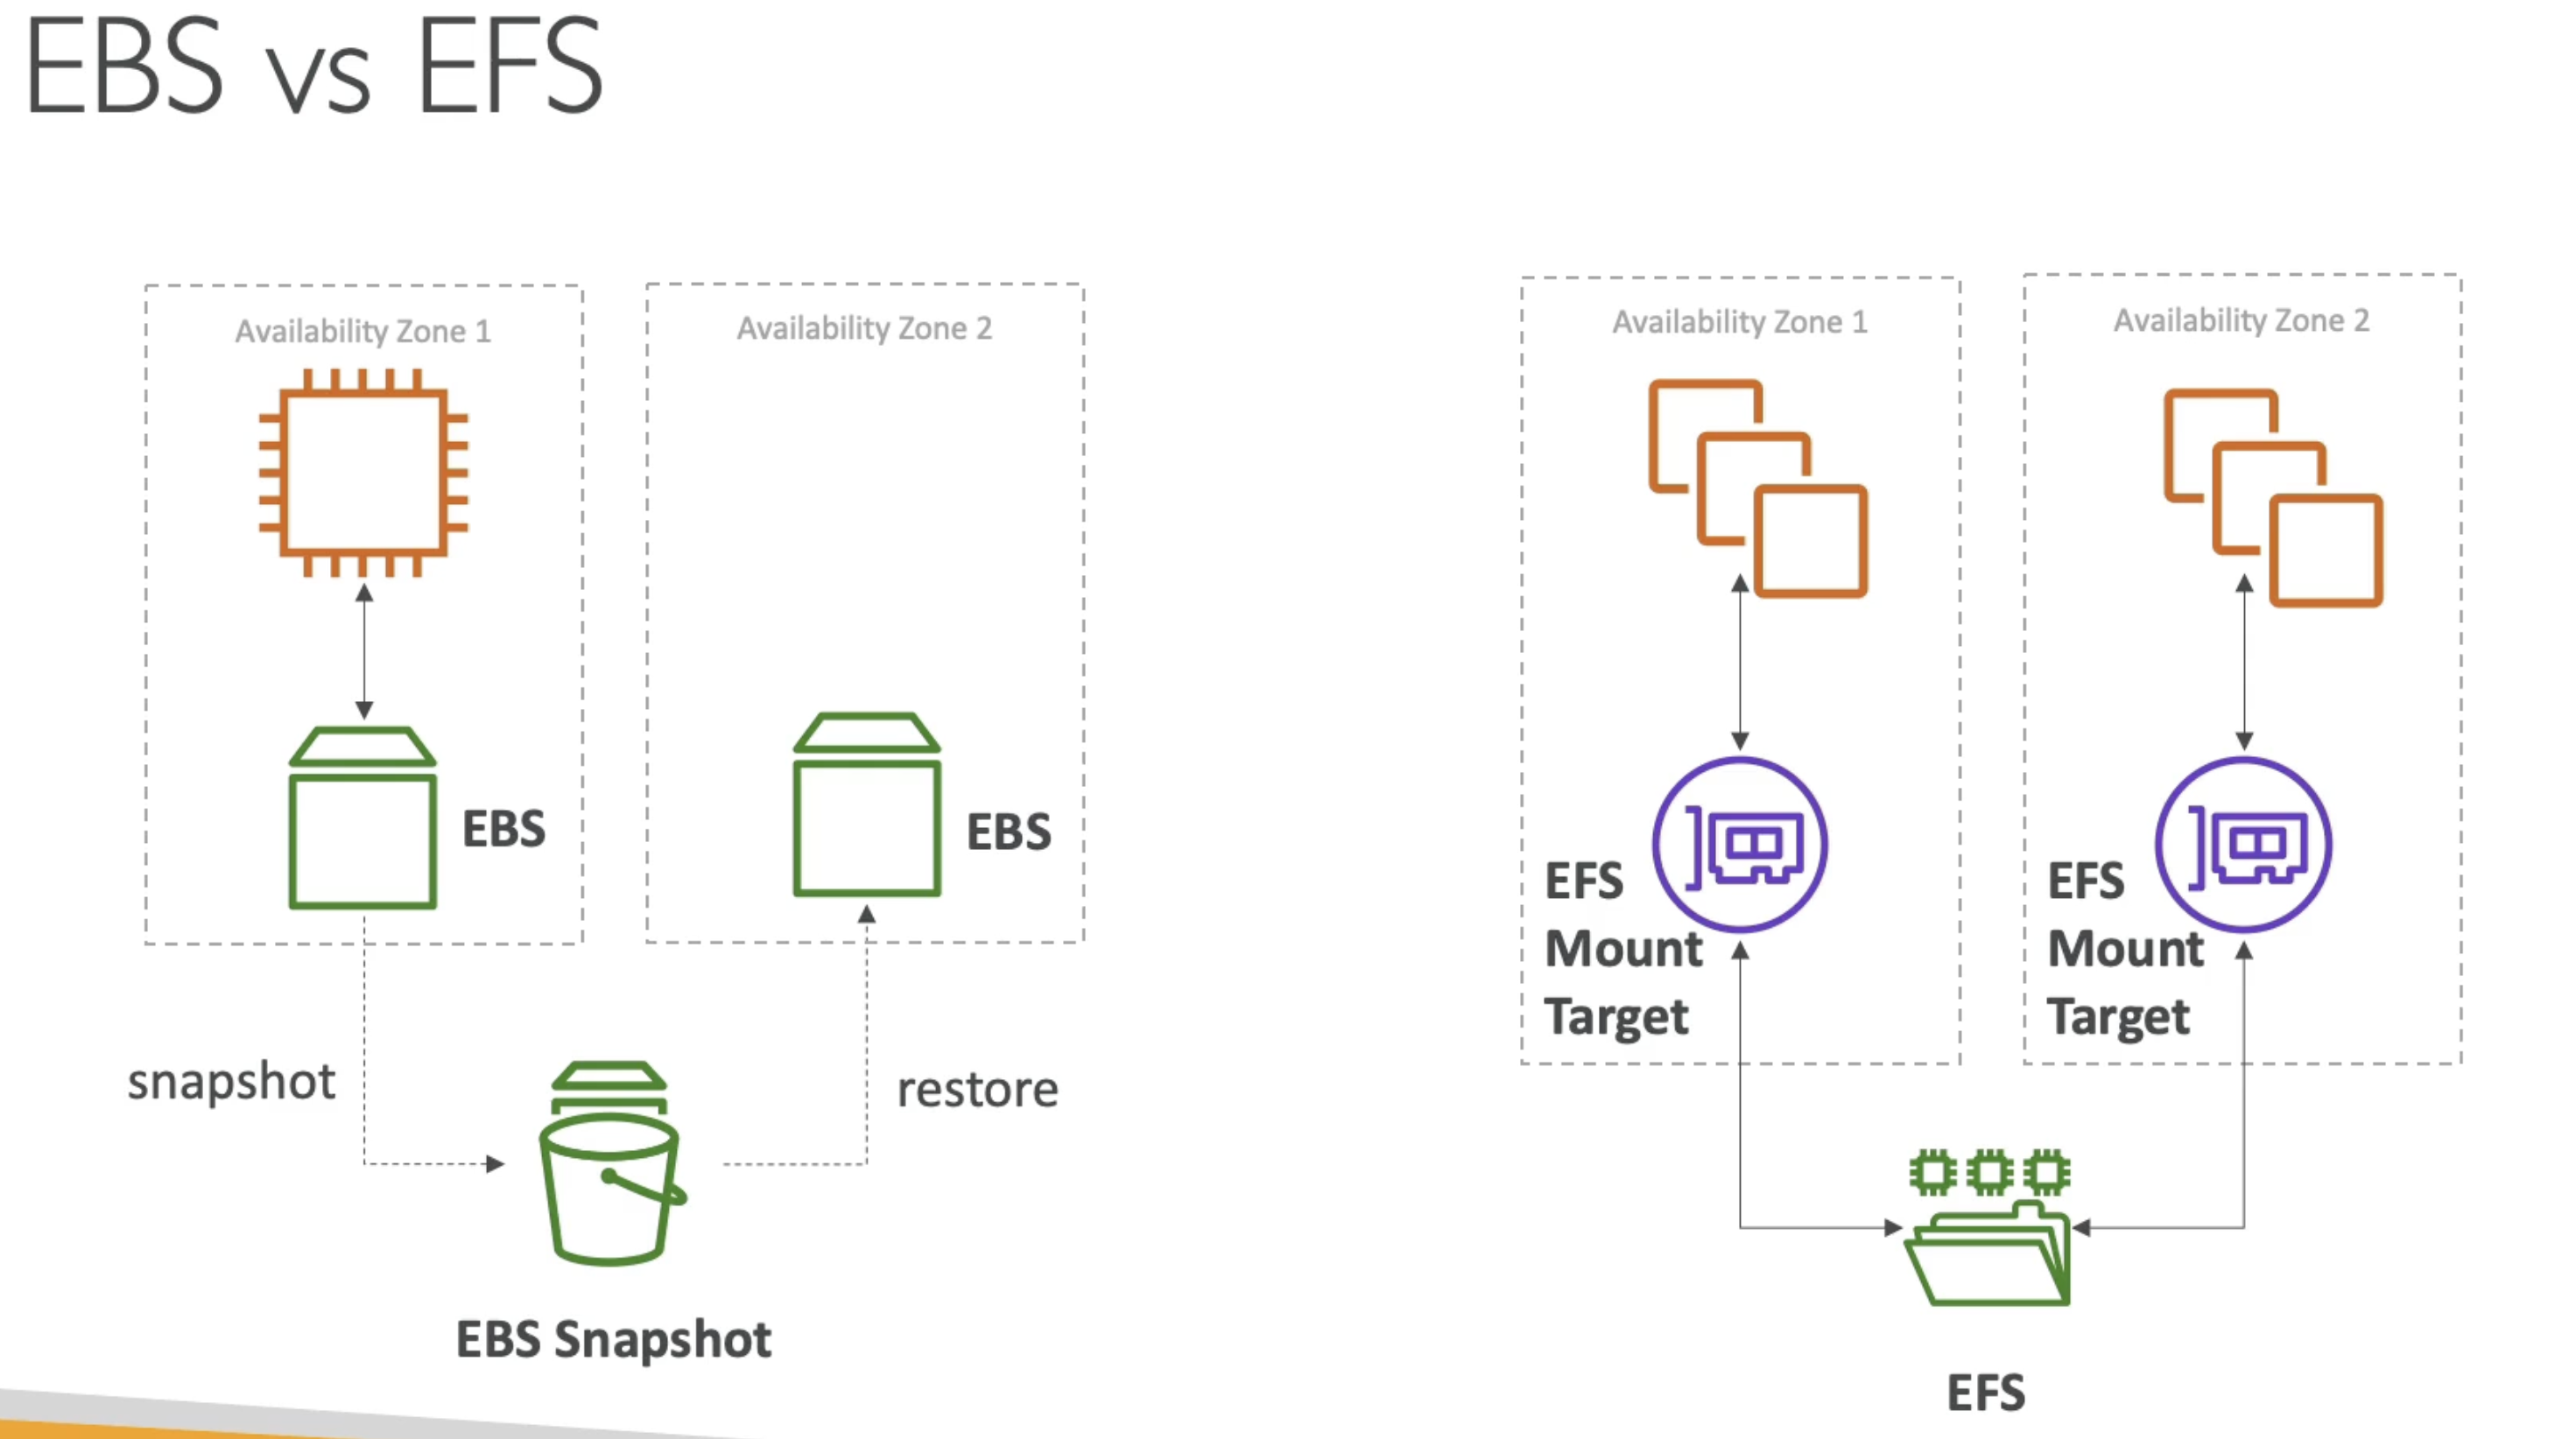 EBS vs EFS
Availability Zone 1
Availability Zone 2
EBS
EBS
snapshot
restore
EBS Snapshot
Availability Zone 1
Availability Zone 2
EFS
Mount
Target
EFS
Mount
Target
EFS